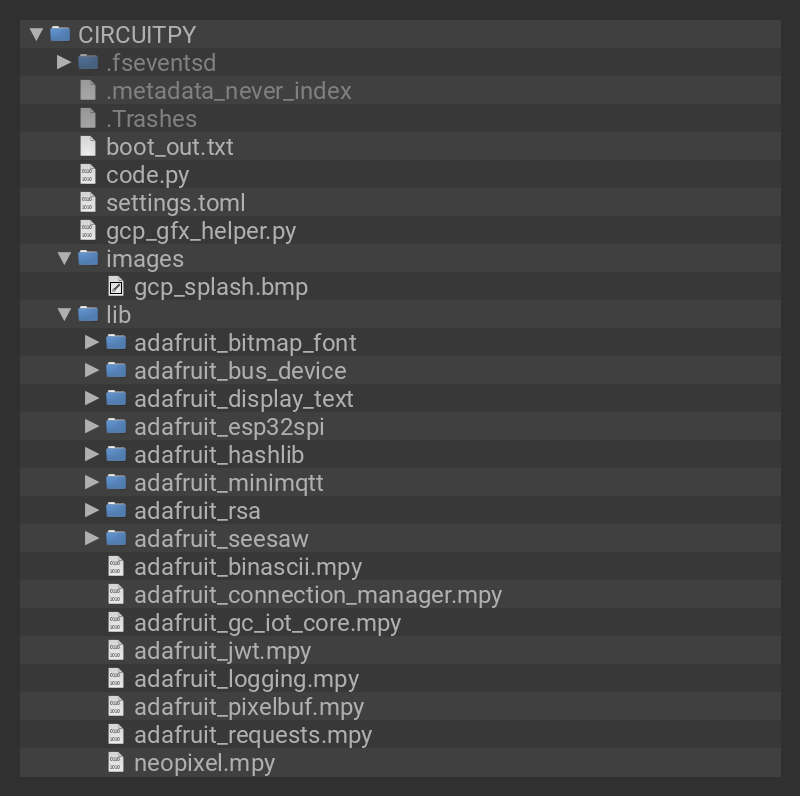 CIRCUITPY
.fseventsd
.metadata_never_index
.Trashes
boot_out.txt
code.py
settings.toml
gcp_gfx_helper.py
images
gcp_splash.bmp
lib
adafruit_bitmap_font
adafruit_bus_device
adafruit_display_text
adafruit_esp32spi
adafruit_hashlib
adafruit_minimqtt
adafruit_rsa
adafruit_seesaw
adafruit_binascii.mpy
adafruit_connection_manager.mpy
adafruit_gc_iot_core.mpy
adafruit_jwt.mpy
adafruit_logging.mpy
adafruit_pixelbuf.mpy
adafruit_requests.mpy
neopixel.mpy